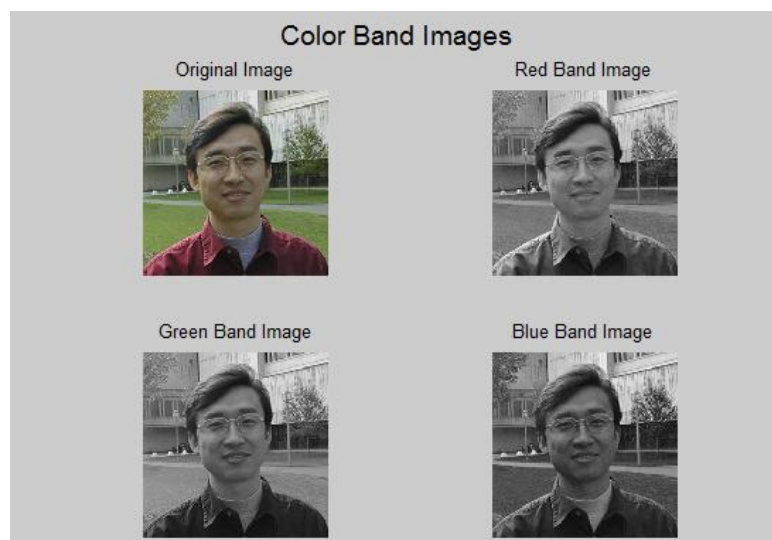 Color Band Images
Original Image
Red Band Image
Green Band Image
Blue Band Image